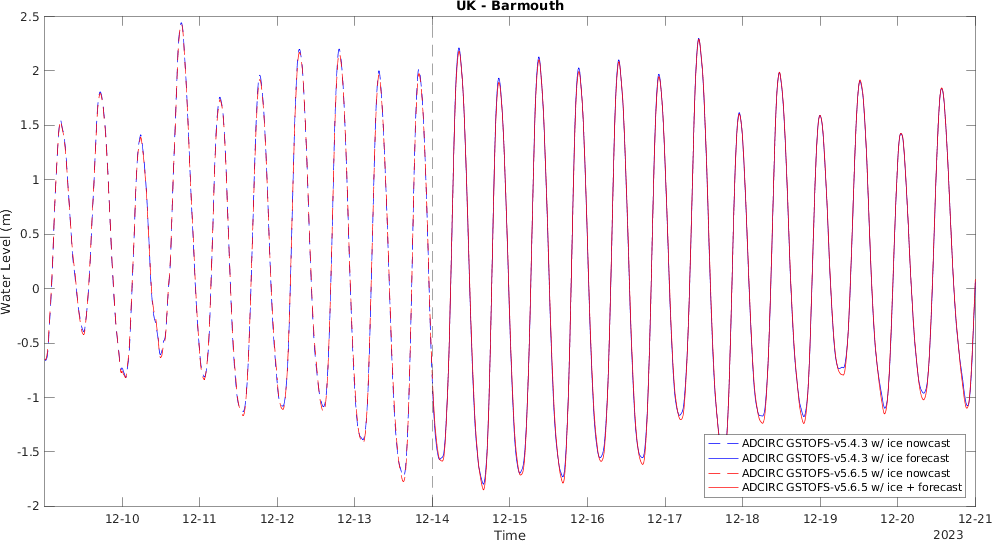 UK - Barmouth
2.5
2
1.5
1
0.5
0
-0.5
-1
-1.5
-2
Water Level (m)
ADCIRC GSTOFS-v5.4.3 w/ ice nowcast
ADCIRC GSTOFS-v5.4.3 w/ ice forecast
ADCIRC GSTOFS-v5.6.5 w/ ice nowcast
ADCIRC GSTOFS-v5.6.5 w/ ice + forecast
12-10 12-11 12-12 12-13 12-14 12-15 12-16 12-17 12-18 12-19 12-20 12-21
Time
2023